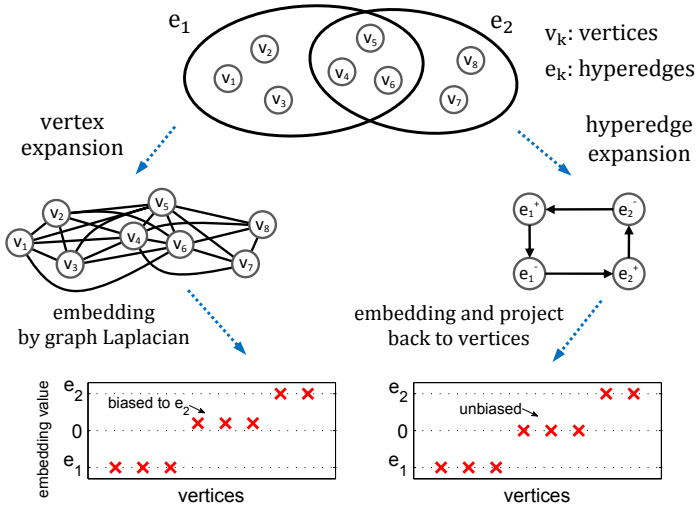 e1 e2
v1 v2 v3 v4 v5 v6 v7 v8
vk: vertices
ek: hyperedges
vertex
expansion
hyperedge
expansion
v1 v2 v3 v4 v5 v6 v7 v8
e1+ e2-
e1- e2+
embedding
by graph Laplacian
embedding and project
back to vertices
embedding value
e2
0
e1
biased to e2
vertices
e2
0
e1
unbiased
vertices